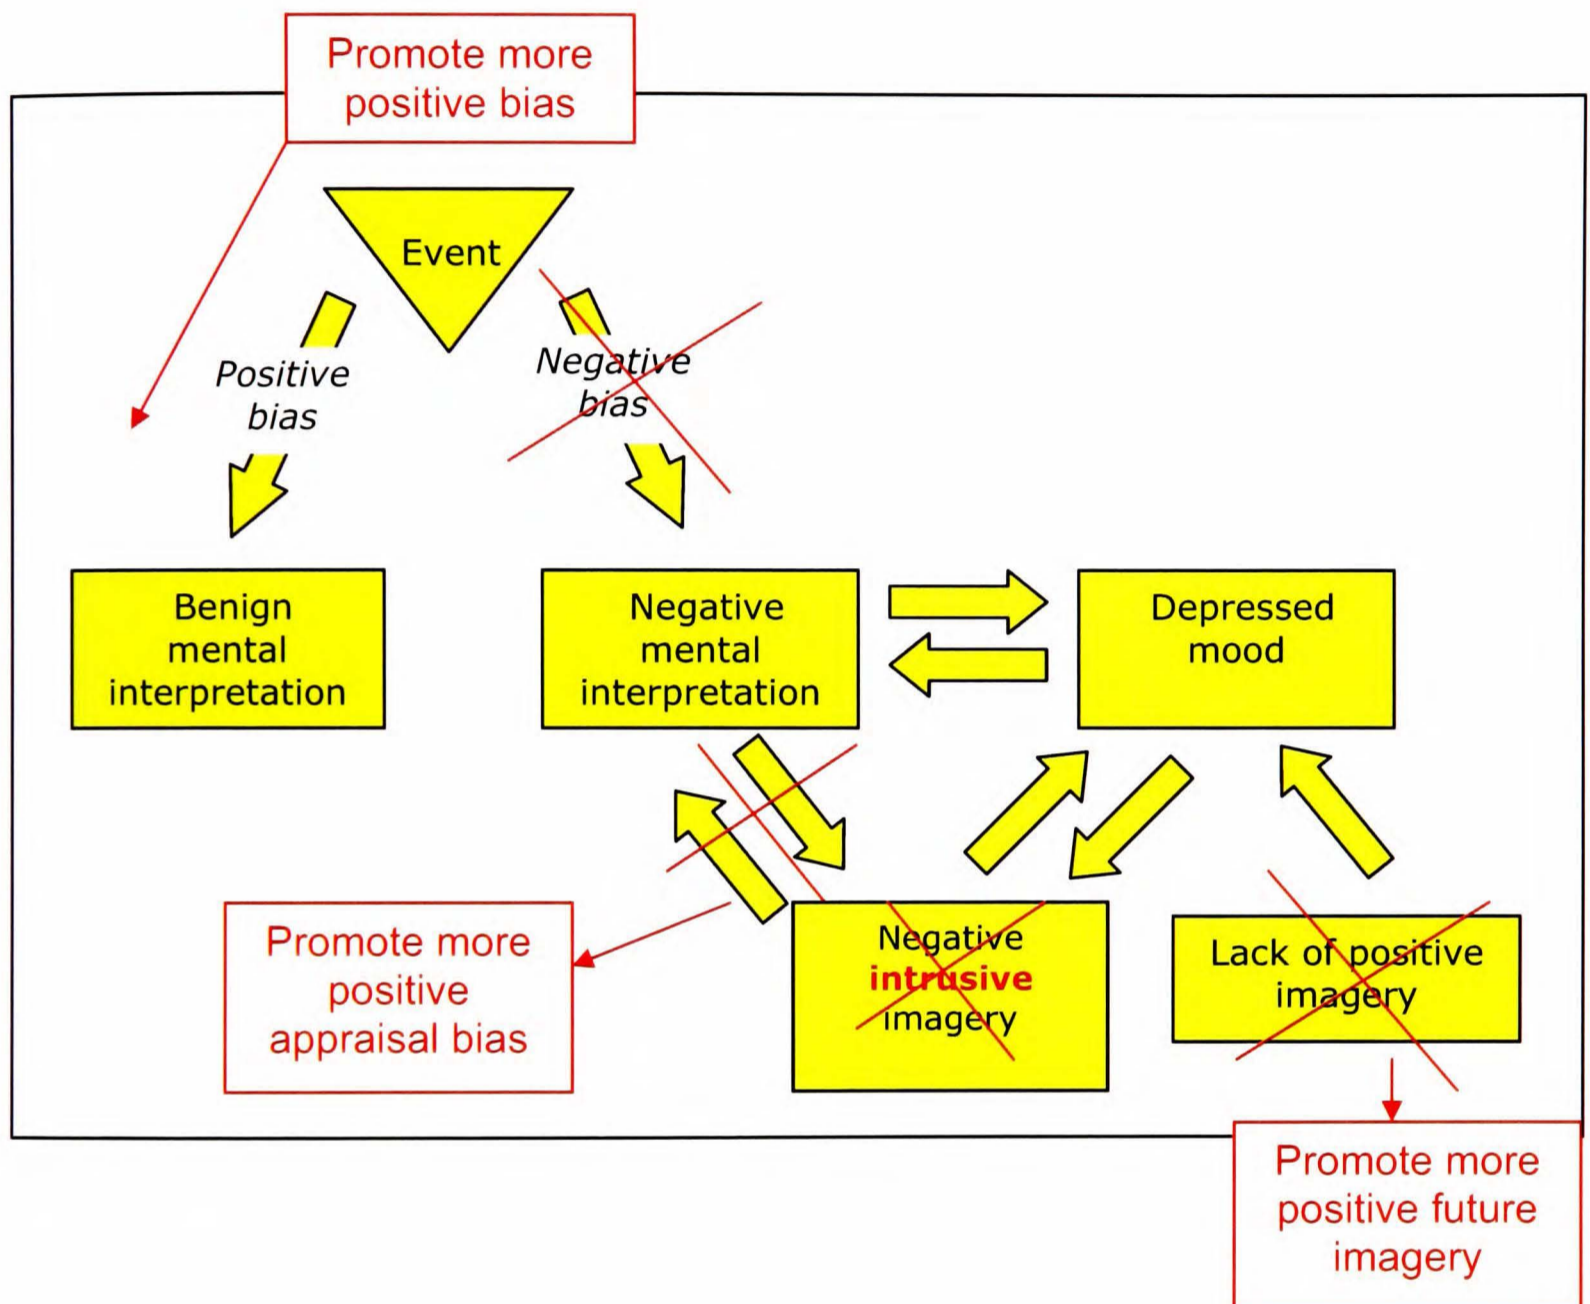 Promote more
positive bias
Event
Positive
bias
Negative
bias
Benign
mental
interpretation
Negative
mental
interpretation
Depressed
mood
Promote more
positive
appraisal bias
Negative
intrusive
imagery
Lack of positive
imagery
Promote more
positive future
imagery